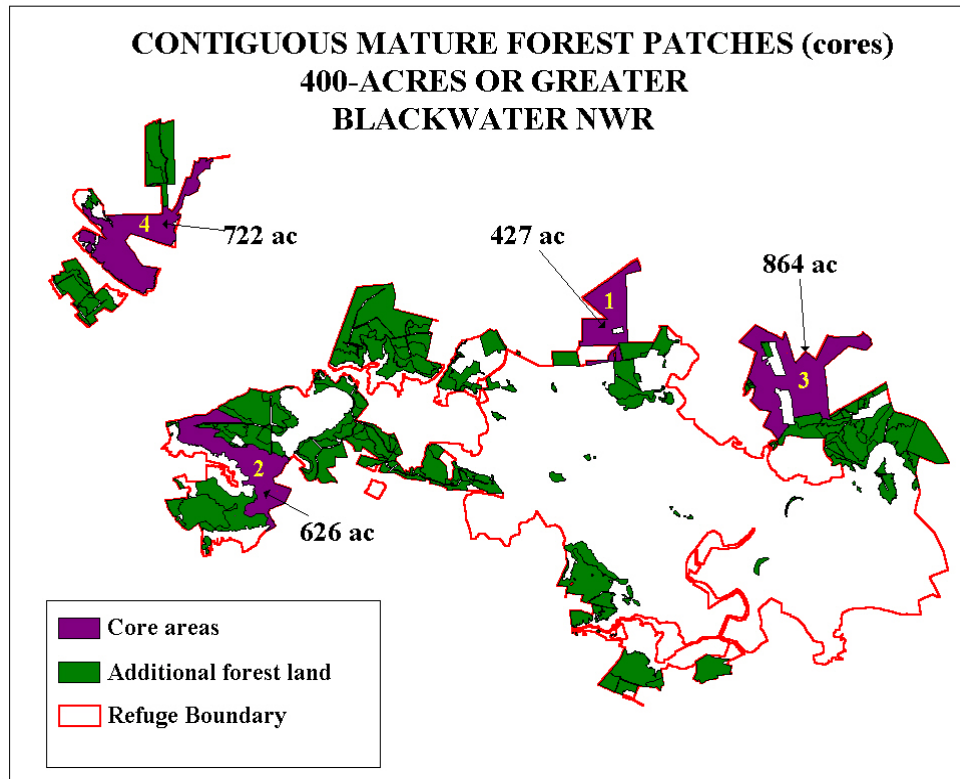 CONTIGUOUS MATURE FOREST PATCHES (cores)
400-ACRES OR GREATER
BLACKWATER NWR
4
722 ac
427 ac
1
864 ac
3
2
626 ac
Core areas
Additional forest land
Refuge Boundary